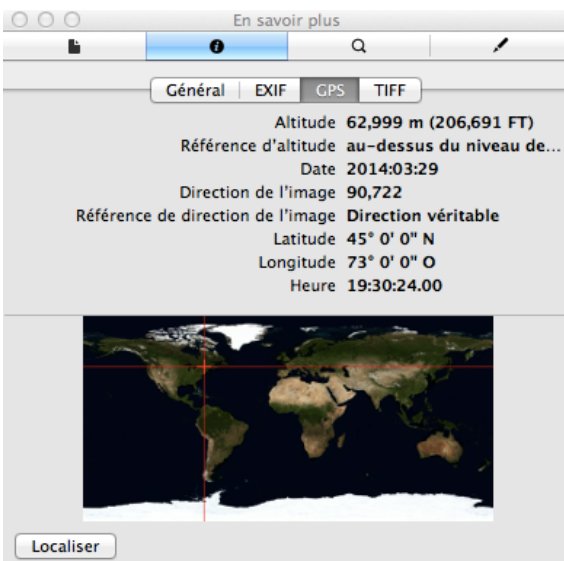 En savoir plus
Général EXIF GPS TIFF
Altitude 62,999 m (206,691 FT)
Référence d'altitude au-dessus du niveau de...
Date 2014:03:29
Direction de l'image 90,722
Référence de direction de l'image Direction véritable
Latitude 45° 0' 0" N
Longitude 73° 0' 0" O
Heure 19:30:24.00
Localiser